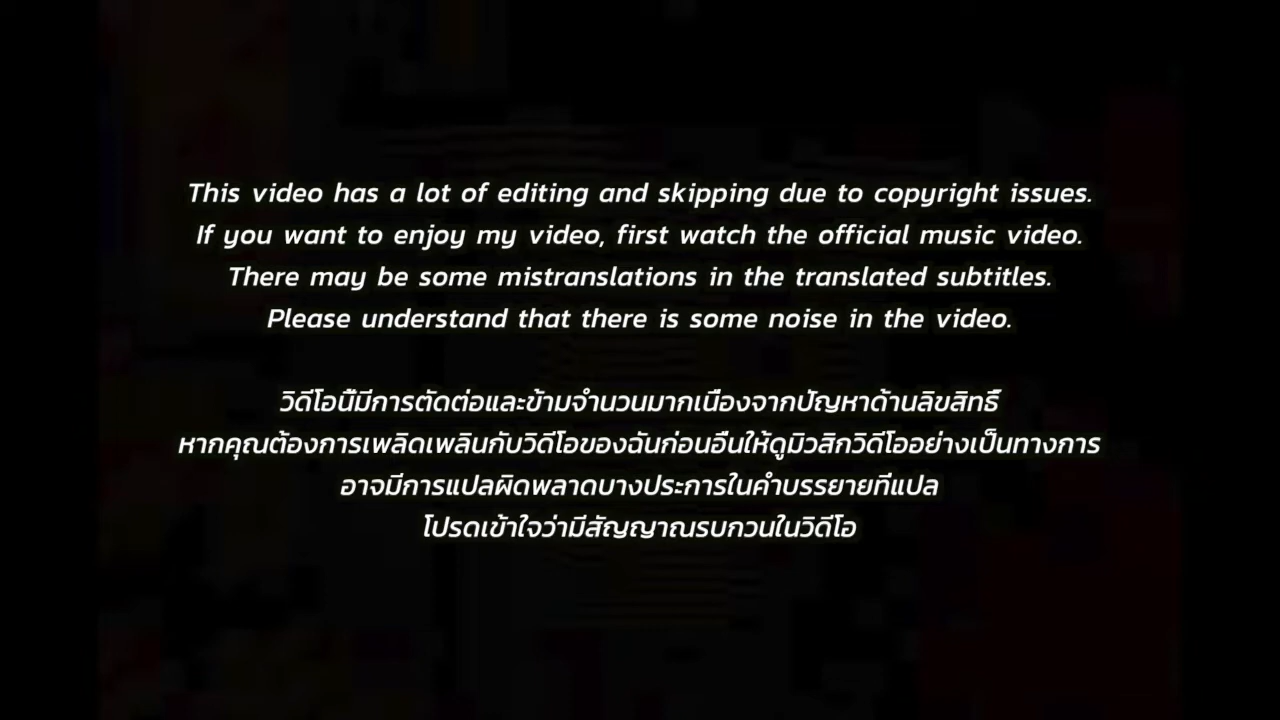 This video has a lot of editing and skipping due to copyright issues.
If you want to enjoy my video, first watch the official music video.
There may be some mistranslations in the translated subtitles.
Please understand that there is some noise in the video.
วิดีโอนี้มีการตัดต่อและข้ามจำนวนมากเนื่องจากปัญหาด้านลิขสิทธิ์
หากคุณต้องการเพลิดเพลินกับวิดีโอของฉันก่อนอื่นให้ดูมิวสิกวิดีโออย่างเป็นทางการ
อาจมีการแปลผิดพลาดบางประการในคำบรรยายที่แปล
โปรดเข้าใจว่ามีสัญญาณรบกวนในวิดีโอ